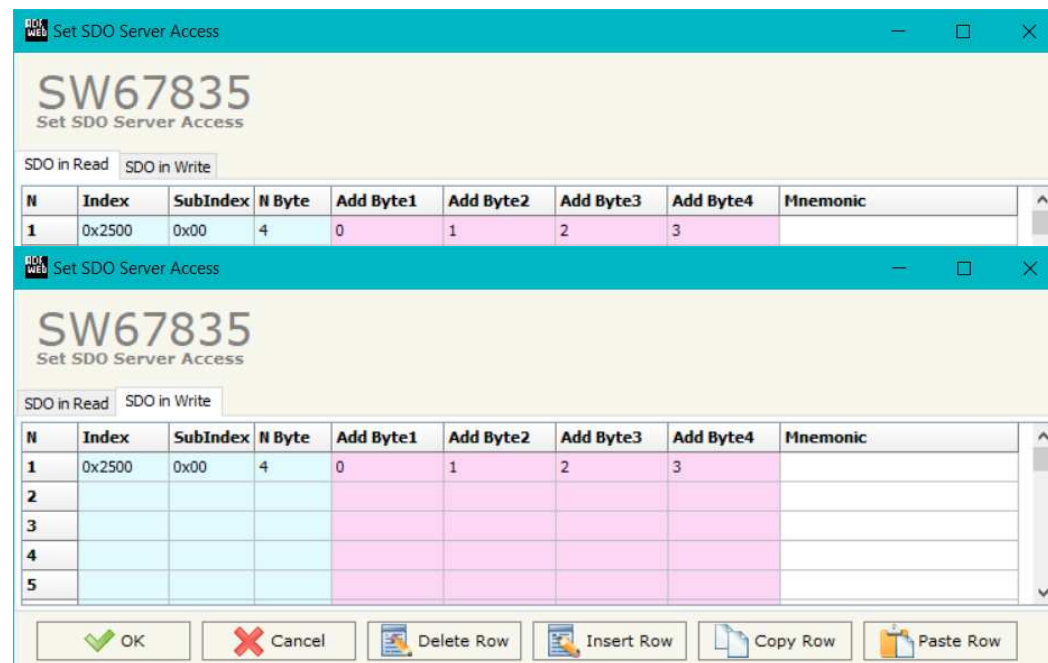 ADF WEB Set SDO Server Access
SW67835
Set SDO Server Access
SDO in Read SDO in Write
N Index SubIndex N Byte Add Byte1 Add Byte2 Add Byte3 Add Byte4 Mnemonic
1 0x2500 0x00 4 0 1 2 3
ADF WEB Set SDO Server Access
SW67835
Set SDO Server Access
SDO in Read SDO in Write
N Index SubIndex N Byte Add Byte1 Add Byte2 Add Byte3 Add Byte4 Mnemonic
1 0x2500 0x00 4 0 1 2 3
2
3
4
5
OK Cancel Delete Row Insert Row Copy Row Paste Row